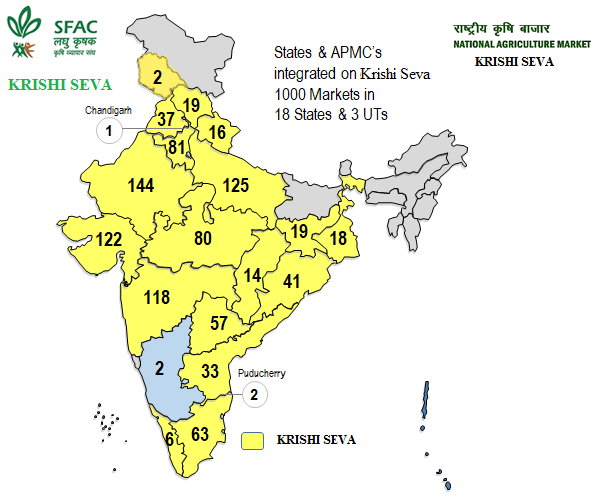 SFAC
लघु कृषक
कृषि व्यापार संघ
KRISHI SEVA
States & APMC's
integrated on Krishi Seva
1000 Markets in
18 States & 3 UTs
राष्ट्रीय कृषि बाजार
NATIONAL AGRICULTURE MARKET
KRISHI SEVA
2
19
Chandigarh
37
1
16
81
144
125
122
80
19
18
14
41
118
57
2
33
Puducherry
2
6
63
KRISHI SEVA